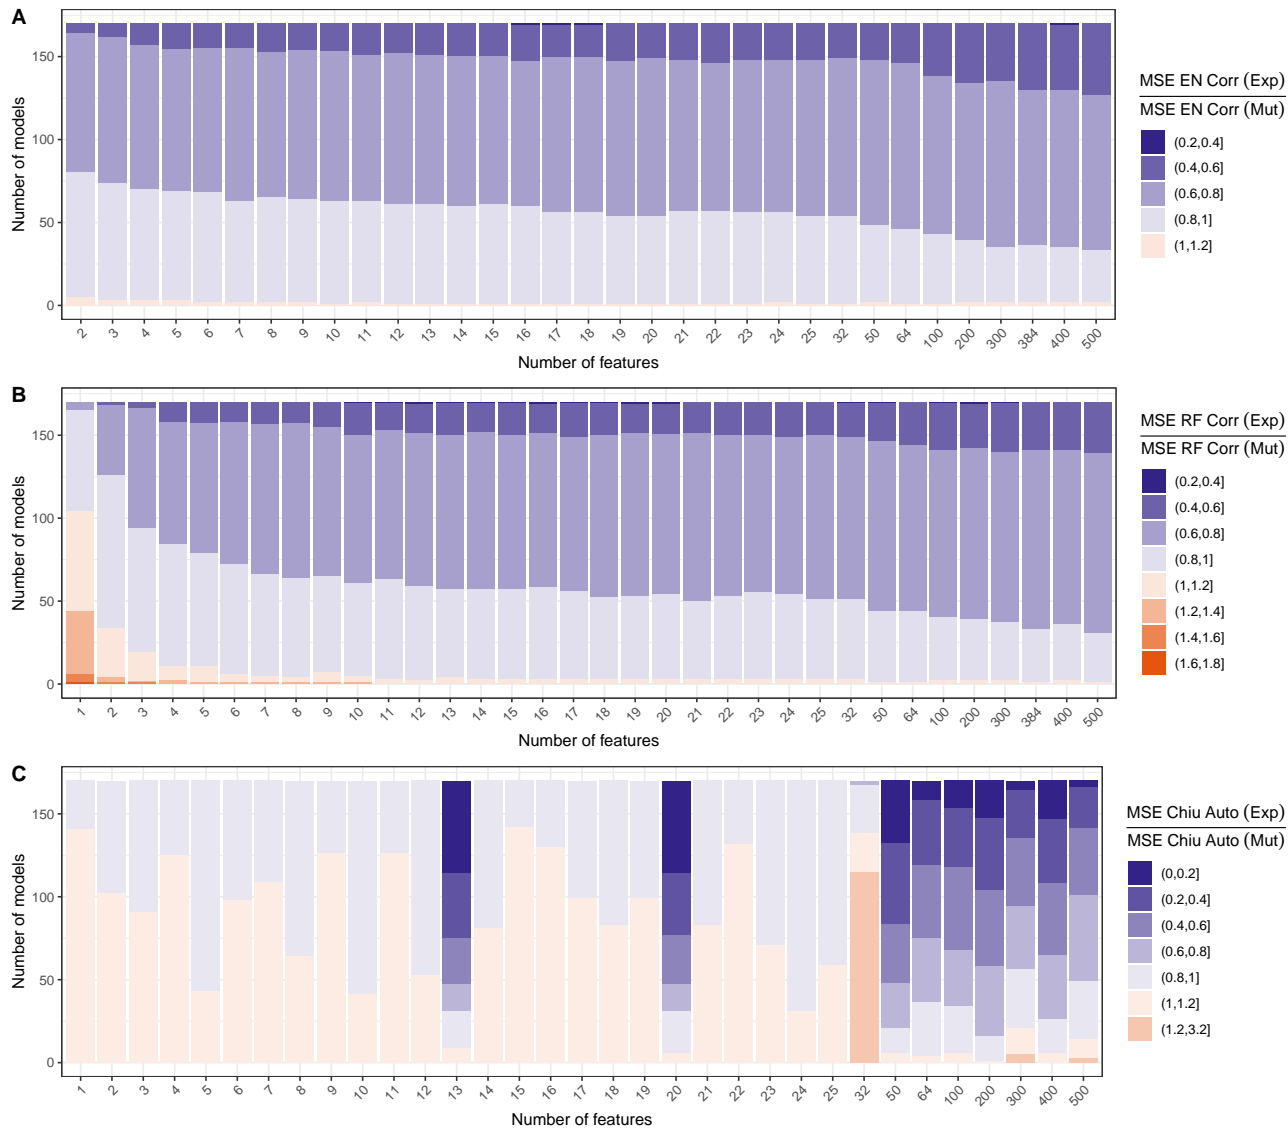 A
Number of models
150
100
50
0
2 3 4 5 6 7 8 9 10 11 12 13 14 15 16 17 18 19 20 21 22 23 24 25 32 50 64 100 200 300 384 400 500
Number of features
MSE EN Corr (Exp)
MSE EN Corr (Mut)
(0.2,0.4]
(0.4,0.6]
(0.6,0.8]
(0.8,1]
(1,1.2]
B
Number of models
150
100
50
0
1 2 3 4 5 6 7 8 9 10 11 12 13 14 15 16 17 18 19 20 21 22 23 24 25 32 50 64 100 200 300 384 400 500
Number of features
MSE RF Corr (Exp)
MSE RF Corr (Mut)
(0.2,0.4]
(0.4,0.6]
(0.6,0.8]
(0.8,1]
(1,1.2]
(1.2,1.4]
(1.4,1.6]
(1.6,1.8]
C
Number of models
150
100
50
0
1 2 3 4 5 6 7 8 9 10 11 12 13 14 15 16 17 18 19 20 21 22 23 24 25 32 50 64 100 200 300 400 500
Number of features
MSE Chiu Auto (Exp)
MSE Chiu Auto (Mut)
(0,0.2]
(0.2,0.4]
(0.4,0.6]
(0.6,0.8]
(0.8,1]
(1,1.2]
(1.2,3.2]